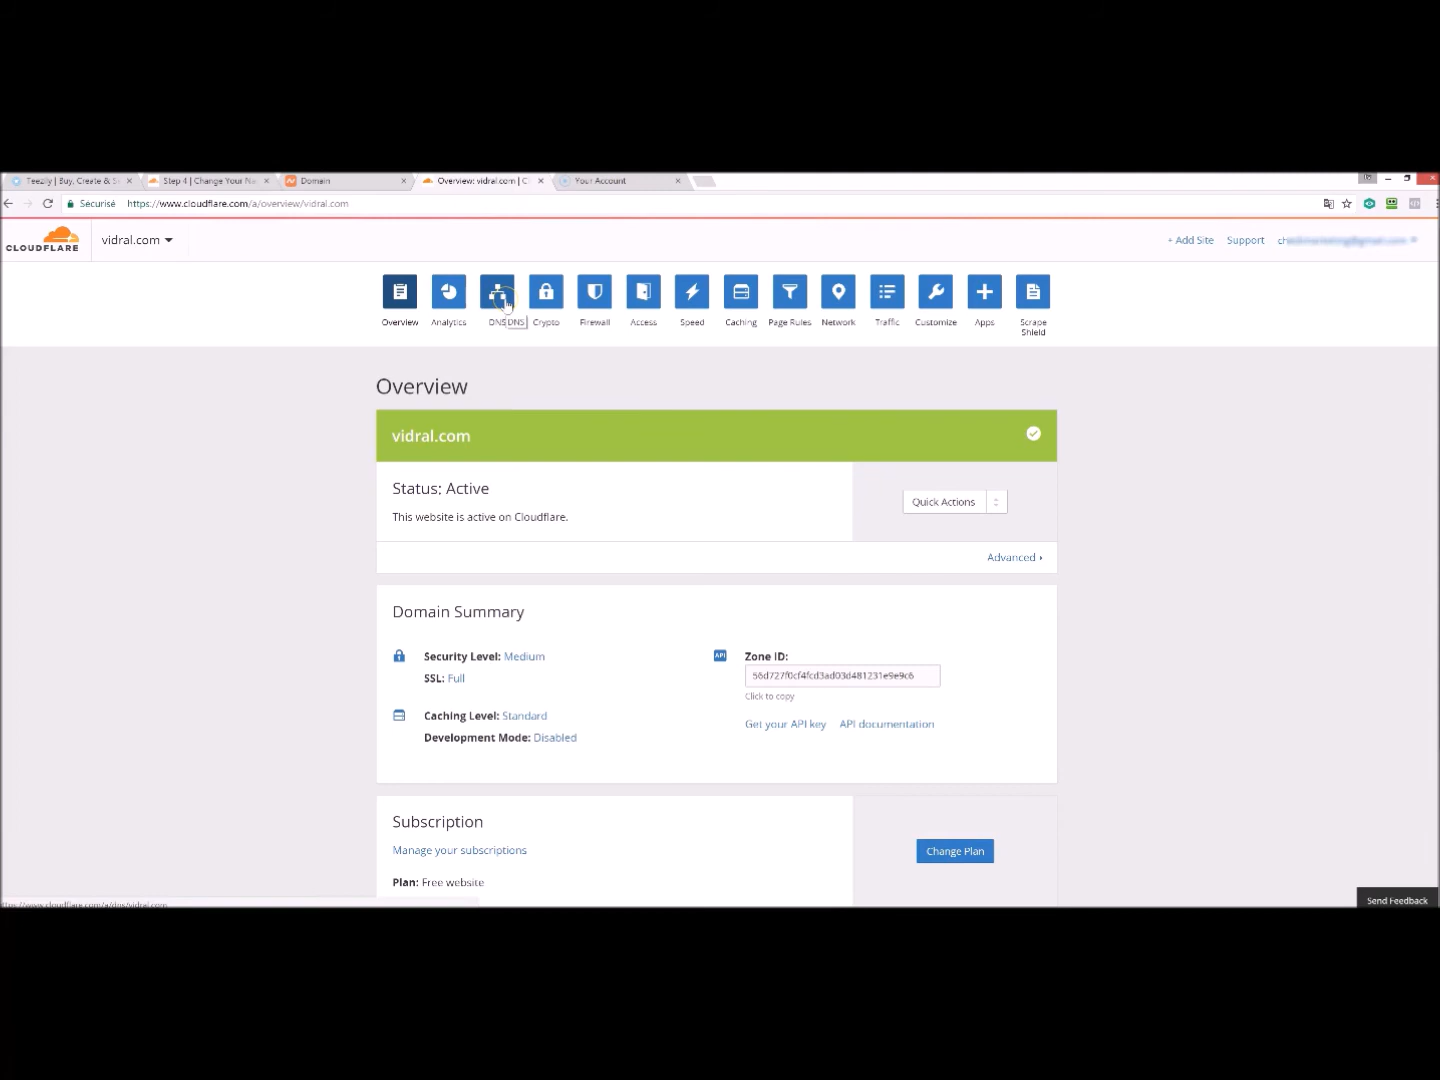 Teezily | Buy, Create & S
Step 4 | Change Your Na
Domain
Overview: vidral.com | C
Your Account
Sécurisé
https://www.cloudflare.com/a/overview/vidral.com
CLOUDFLARE
vidral.com
+ Add Site
Support
Overview
Analytics
DNS
DNS
Crypto
Firewall
Access
Speed
Caching
Page Rules
Network
Traffic
Customize
Apps
Scrape
Shield
Overview
vidral.com
Status: Active
This website is active on Cloudflare.
Quick Actions
Advanced
Domain Summary
Security Level: Medium
SSL: Full
Caching Level: Standard
Development Mode: Disabled
API
Zone ID:
56d727f0cf4fcd3ad03d481231e9e9c6
Click to copy
Get your API key
API documentation
Subscription
Manage your subscriptions
Plan: Free website
Change Plan
Send Feedback
ttps://www.cloudflare.com/a/dns/vidral.com